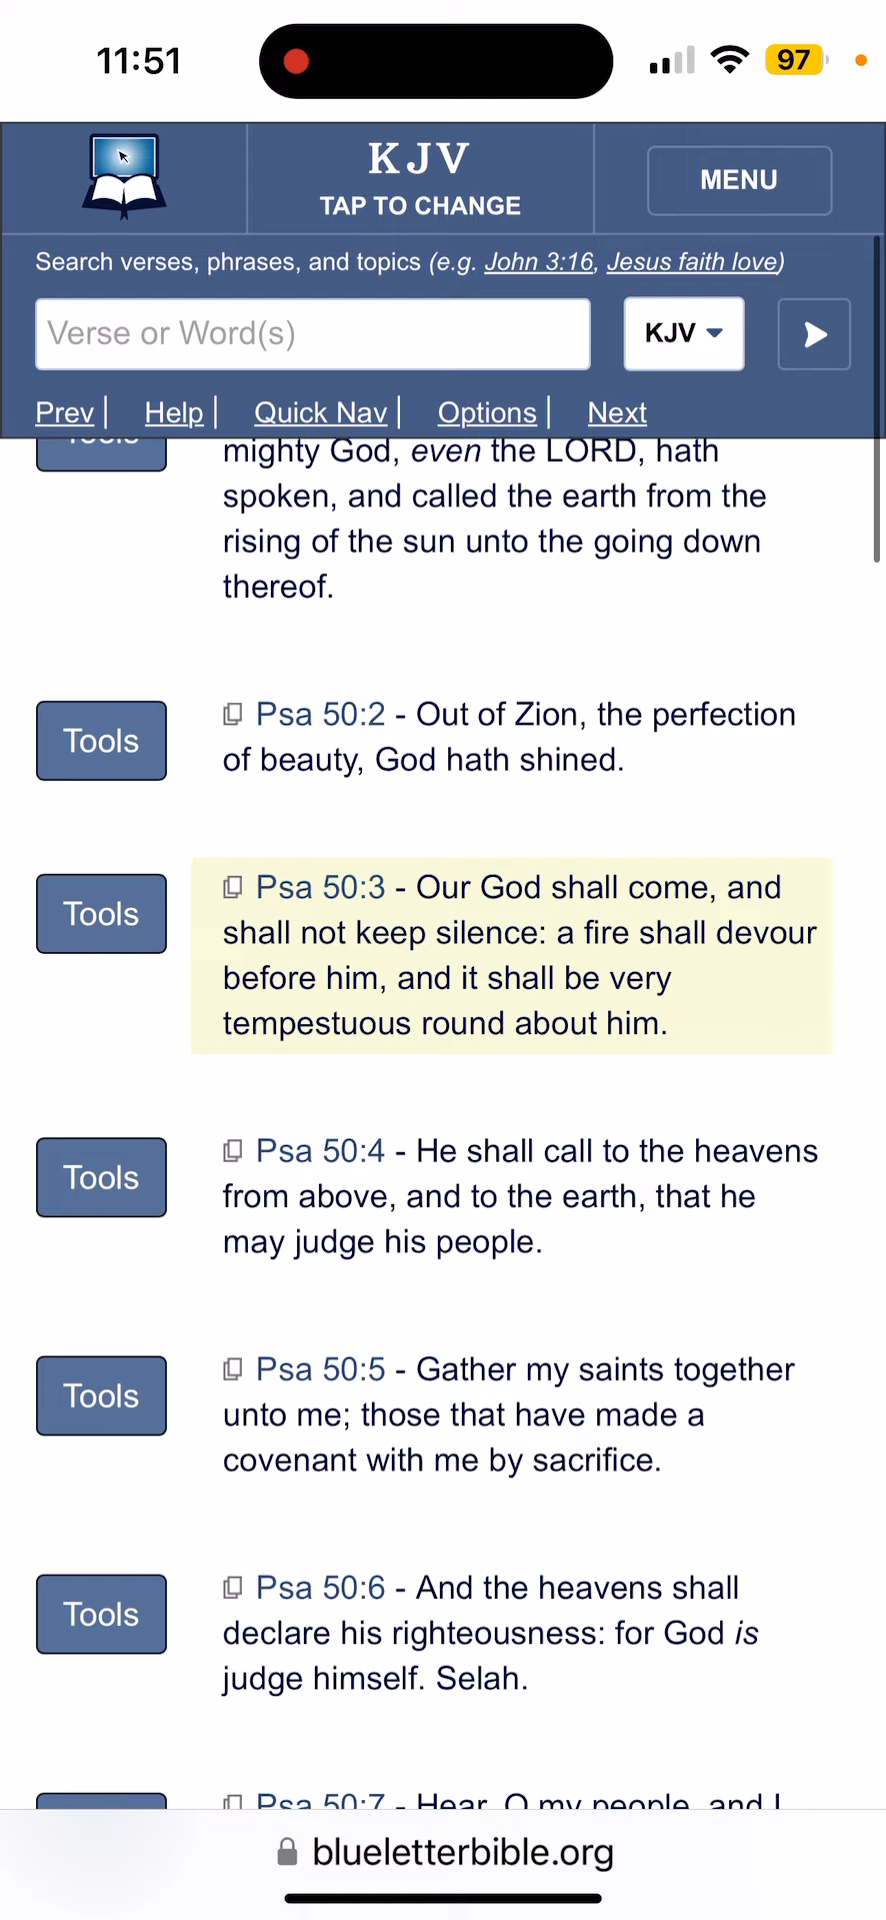 11:51
97
KJV
TAP TO CHANGE
MENU
Search verses, phrases, and topics (e.g. John 3:16, Jesus faith love)
Verse or Word(s)
KJV
Prev | Help | Quick Nav | Options | Next
Tools
mighty God, even the LORD, hath
spoken, and called the earth from the
rising of the sun unto the going down
thereof.
Tools
Psa 50:2 - Out of Zion, the perfection
of beauty, God hath shined.
Tools
Psa 50:3 - Our God shall come, and
shall not keep silence: a fire shall devour
before him, and it shall be very
tempestuous round about him.
Tools
Psa 50:4 - He shall call to the heavens
from above, and to the earth, that he
may judge his people.
Tools
Psa 50:5 - Gather my saints together
unto me; those that have made a
covenant with me by sacrifice.
Tools
Psa 50:6 - And the heavens shall
declare his righteousness: for God is
judge himself. Selah.
Psa 50:7 - Hear, O my people, and I
blueletterbible.org